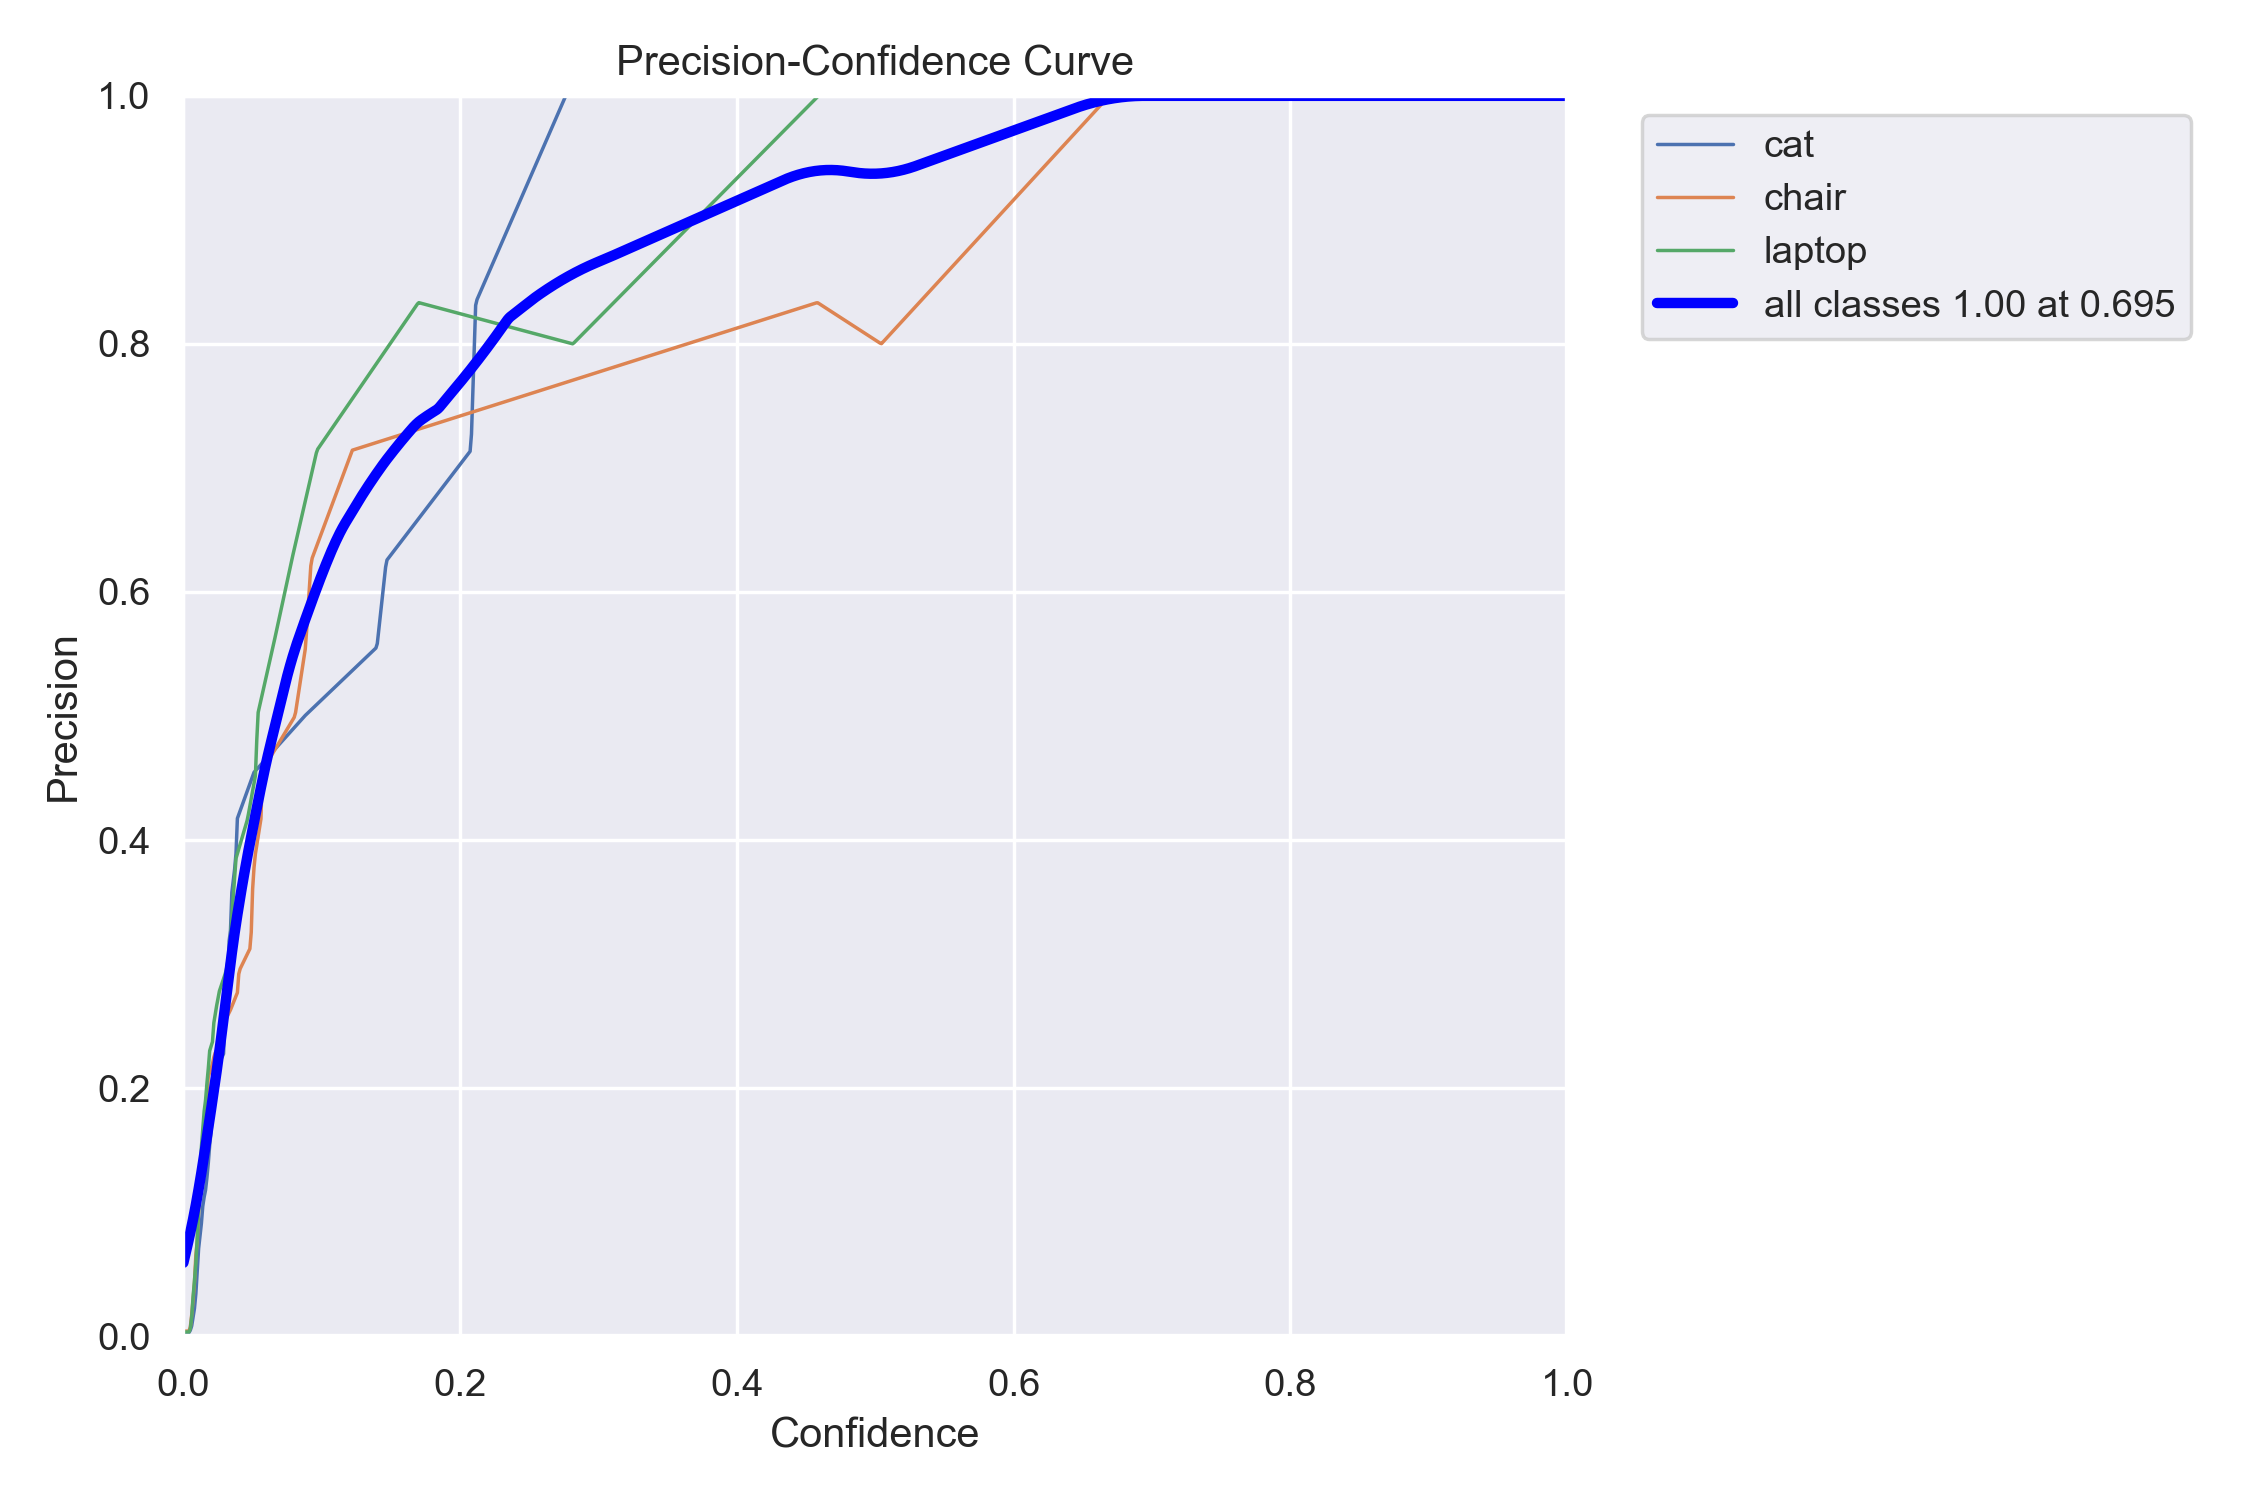 Precision-Confidence Curve
1.0
0.8
0.6
0.4
0.2
0.0
Precision
0.0 0.2 0.4 0.6 0.8 1.0
Confidence
cat
chair
laptop
all classes 1.00 at 0.695